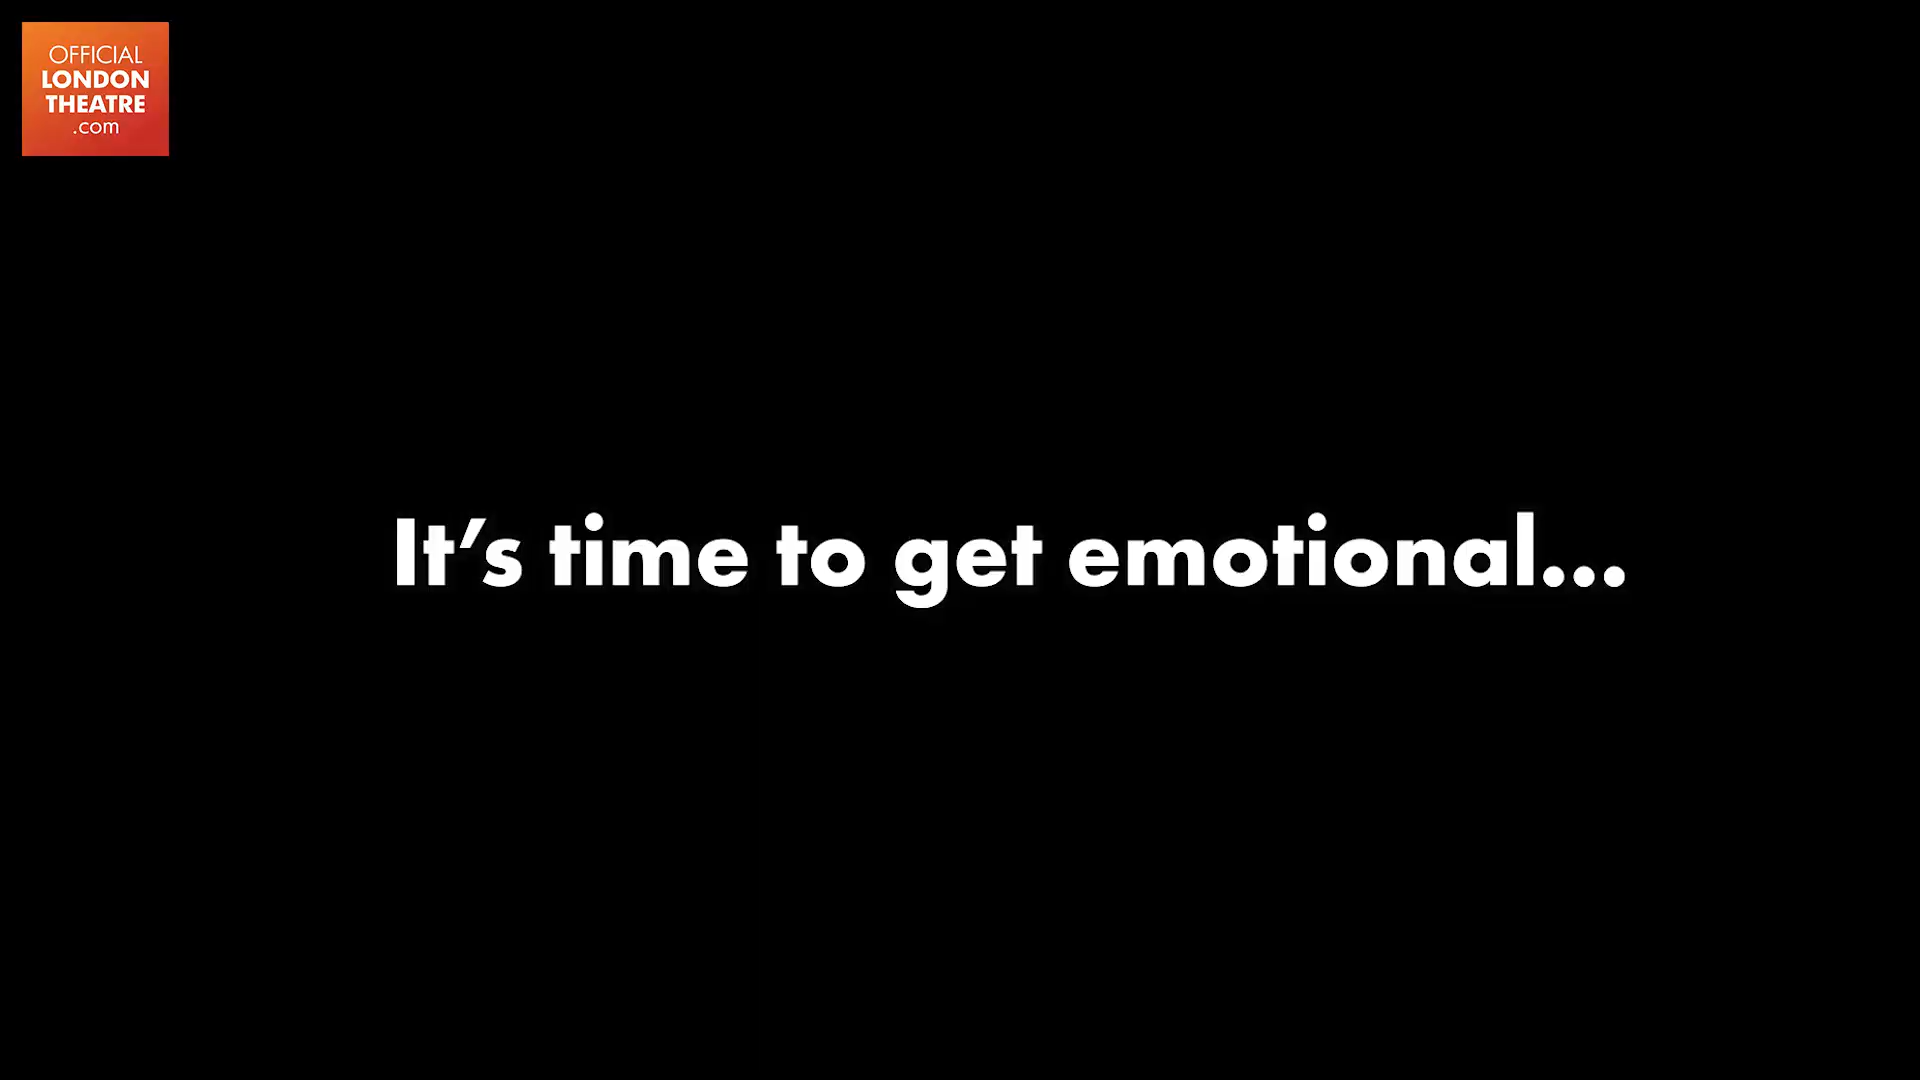 OFFICIAL
LONDON
THEATRE
.com
It’s time to get emotional...